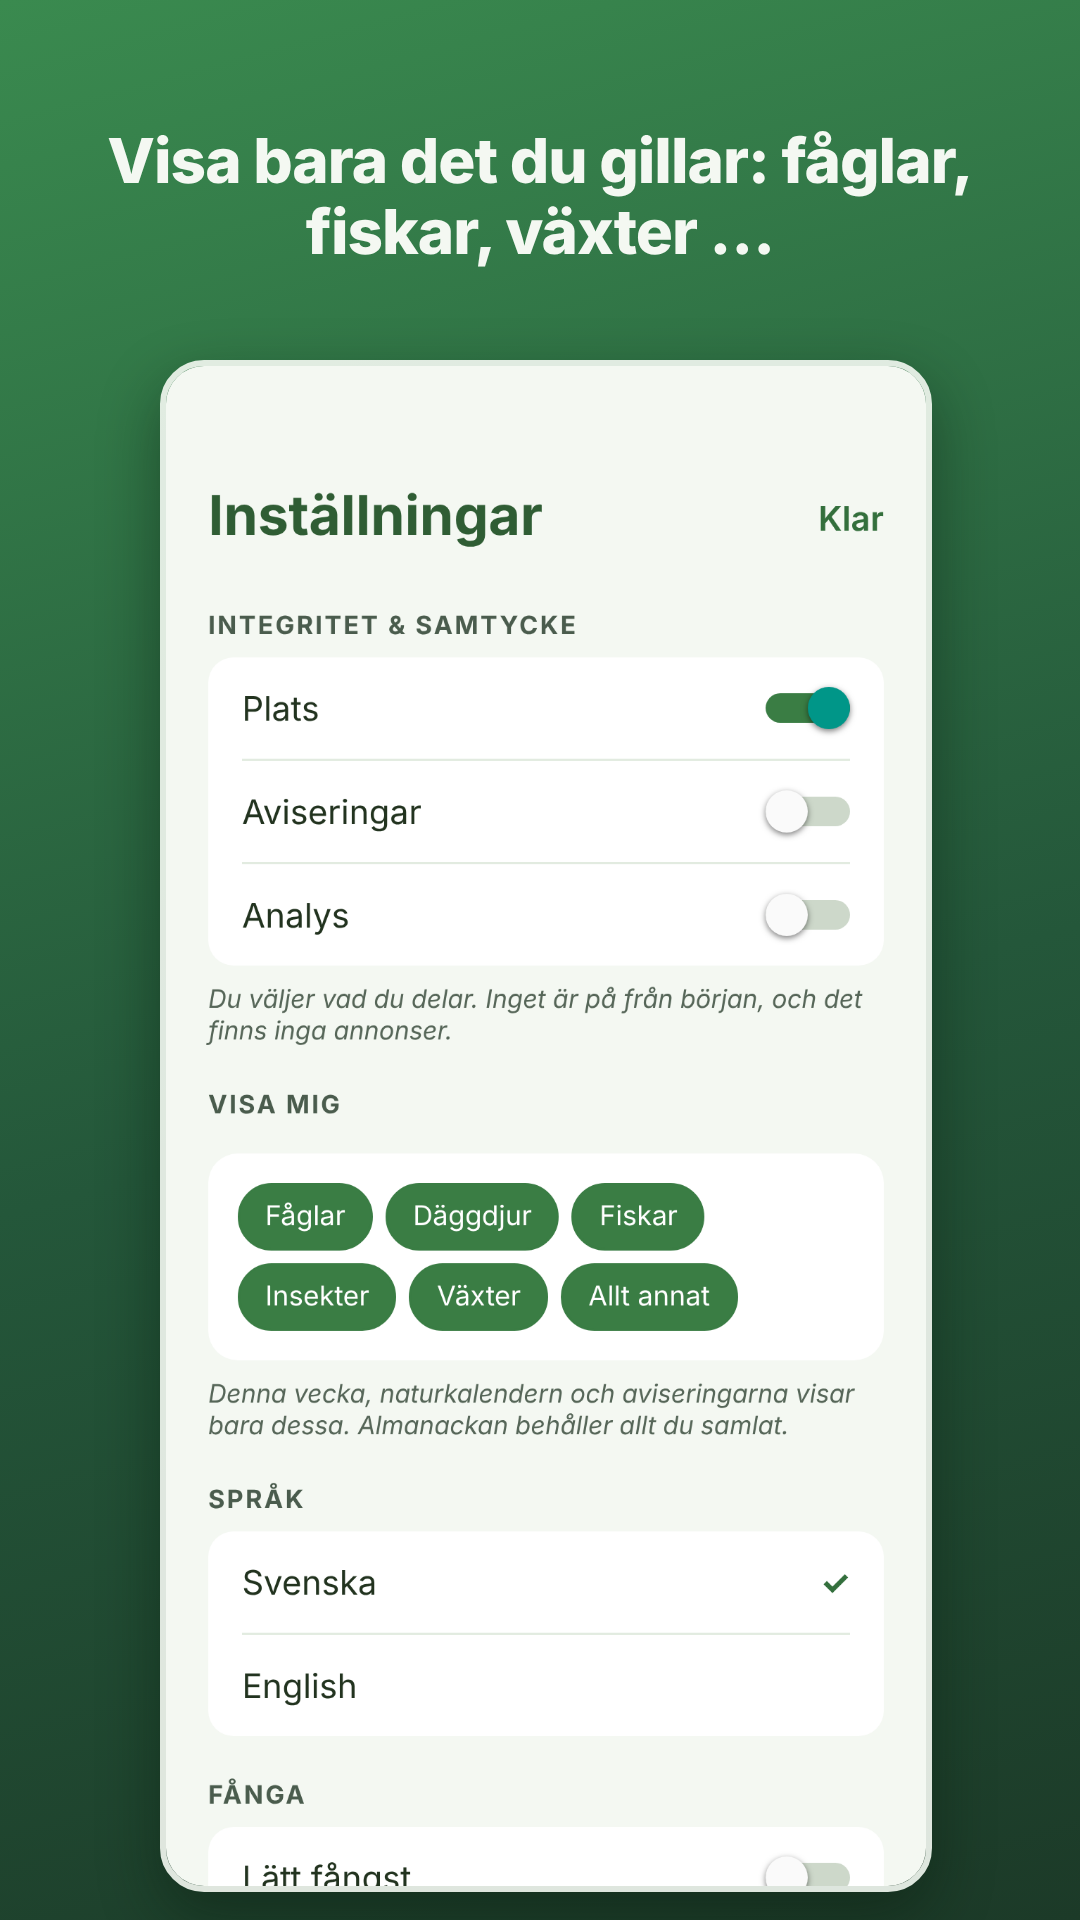 Visa bara det du gillar: fåglar,
fiskar, växter ...
Inställningar
Klar
INTEGRITET & SAMTYCKE
Plats
Aviseringar
Analys
Du väljer vad du delar. Inget är på från början, och det
finns inga annonser.
VISA MIG
Fåglar
Däggdjur
Fiskar
Insekter
Växter
Allt annat
Denna vecka, naturkalendern och aviseringarna visar
bara dessa. Almanackan behåller allt du samlat.
SPRÅK
Svenska
English
FÅNGA
Lätt fångst